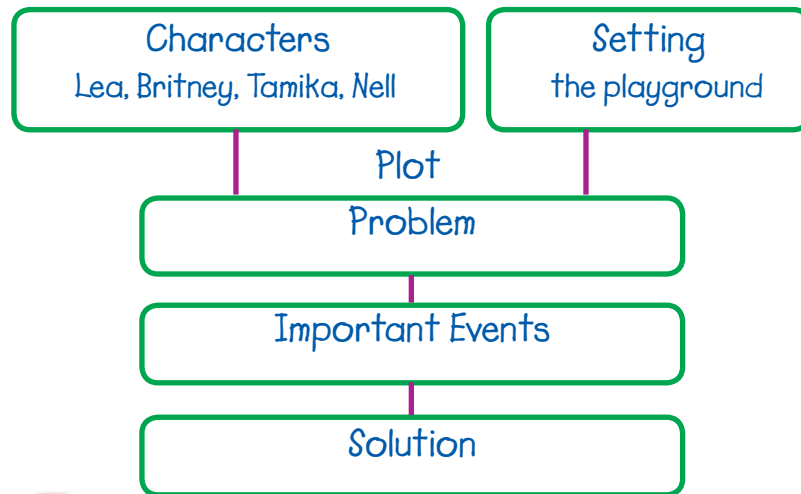 Characters
Lea, Britney, Tamika, Nell
Setting
the playground
Plot
Problem
Important Events
Solution